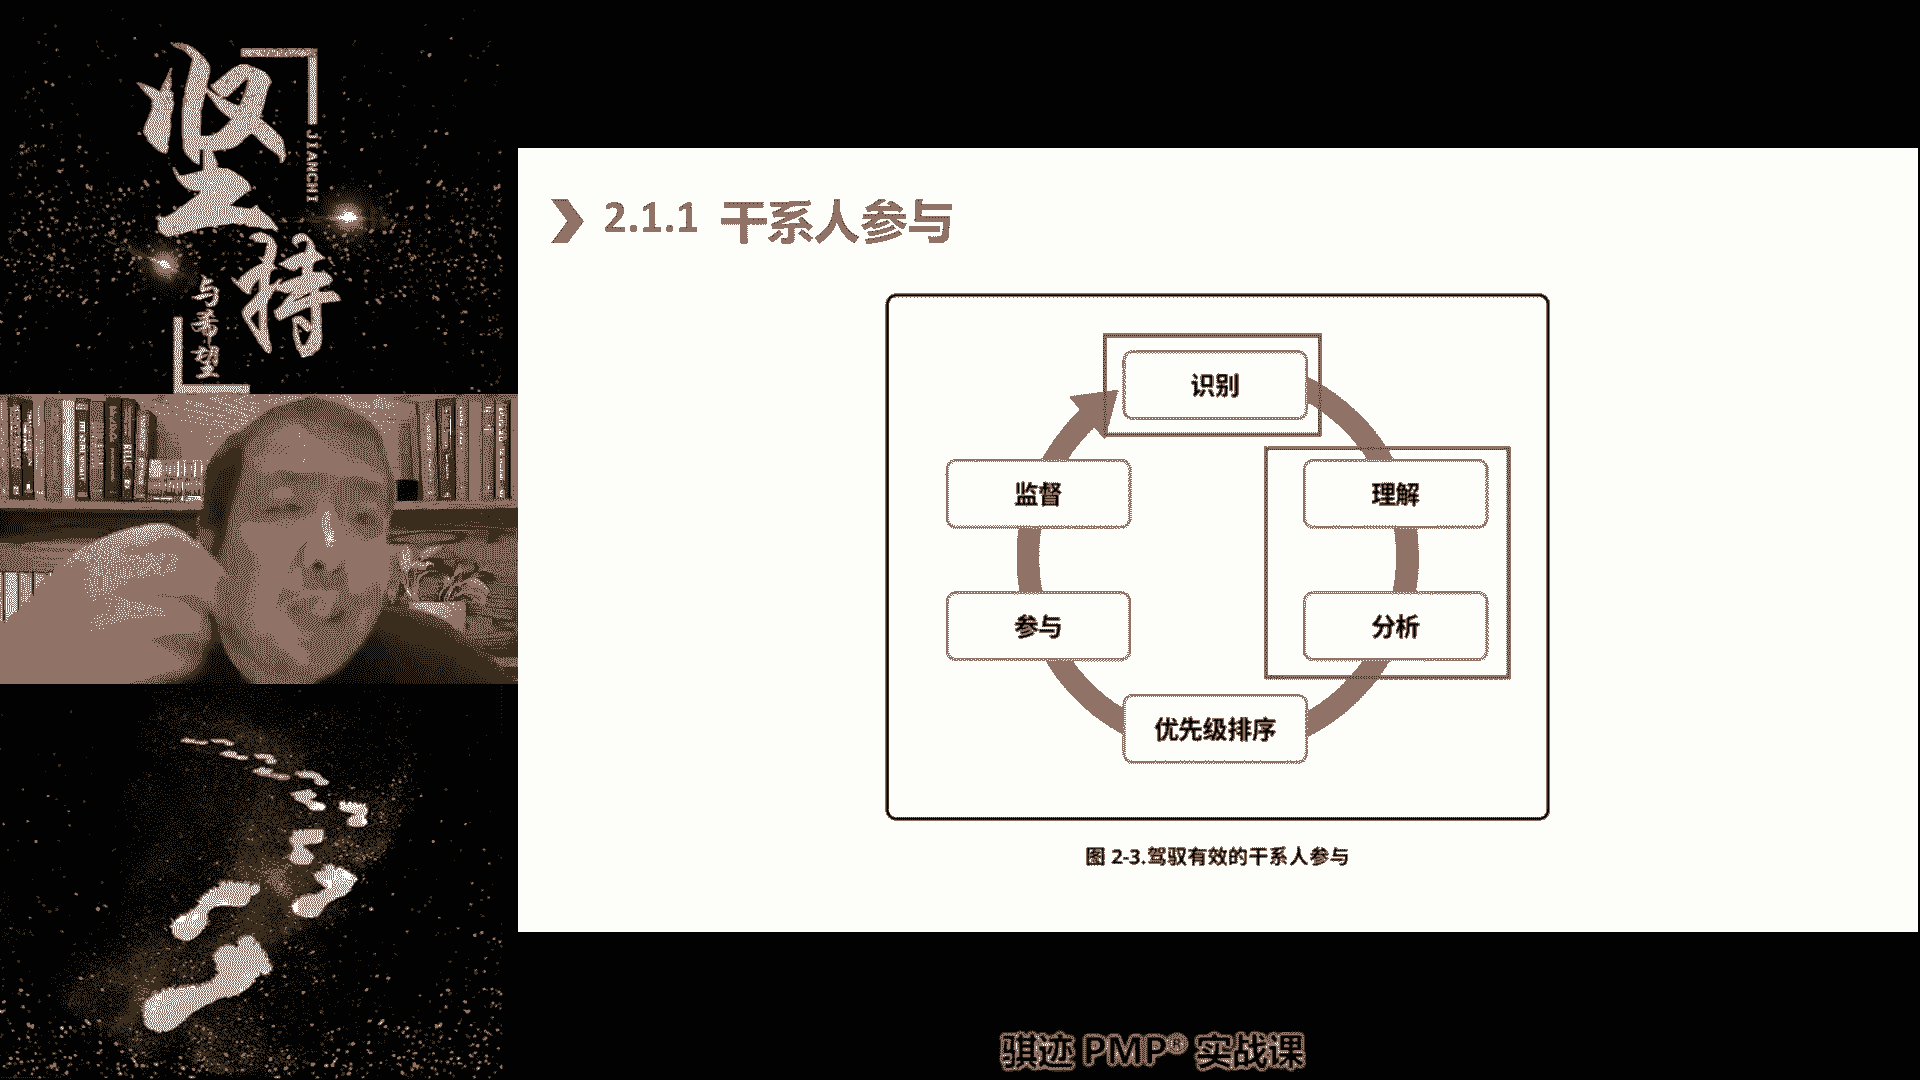 坚持
JIANCHI
与希望
2.1.1 干系人参与
识别
监督
理解
参与
分析
优先级排序
图 2-3.驾驭有效的干系人参与
骐迹 PMP® 实战课